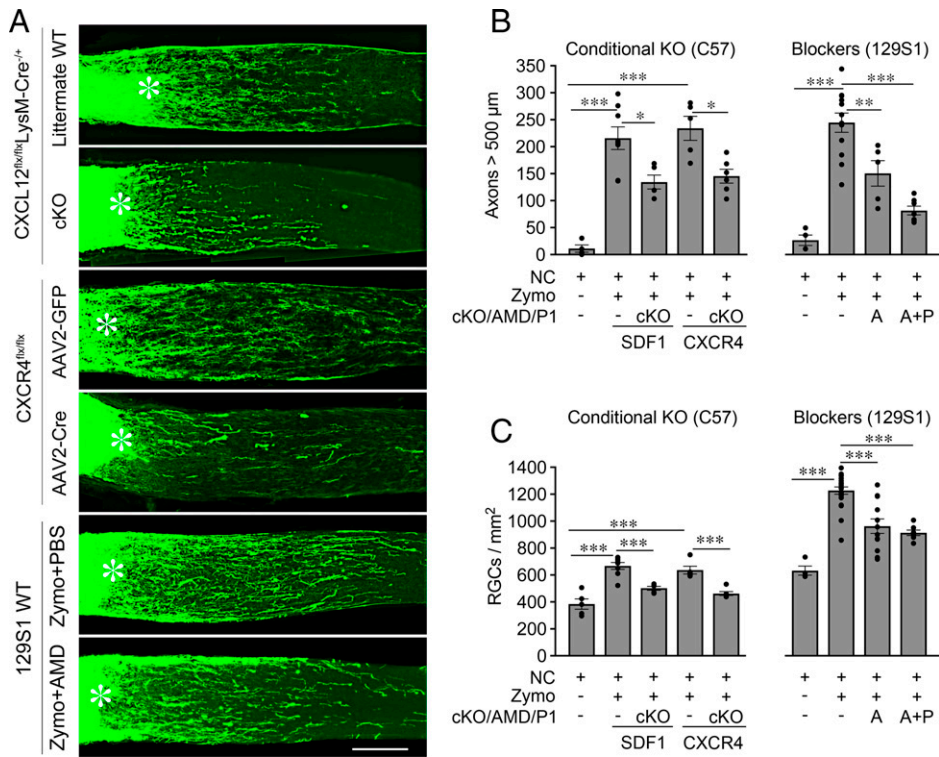 A
CXCL12flx/flxLysM-Cre-/+
Littermate WT
cKO
CXCR4flx/flx
AAV2-GFP
AAV2-Cre
129S1 WT
Zymo+PBS
Zymo+AMD
*
*
*
*
*
*
B
Conditional KO (C57)
Blockers (129S1)
Axons > 500 µm
350
300
250
200
150
100
50
0
***
***
*
*
***
***
**
NC + + + + + + + + +
Zymo - + + + + - + + +
cKO/AMD/P1 - - cKO - cKO - - A A+P
SDF1 CXCR4
C
Conditional KO (C57)
Blockers (129S1)
RGCs / mm2
1400
1200
1000
800
600
400
200
0
***
***
***
***
***
***
***
NC + + + + + + + + +
Zymo - + + + + - + + +
cKO/AMD/P1 - - cKO - cKO - - A A+P
SDF1 CXCR4